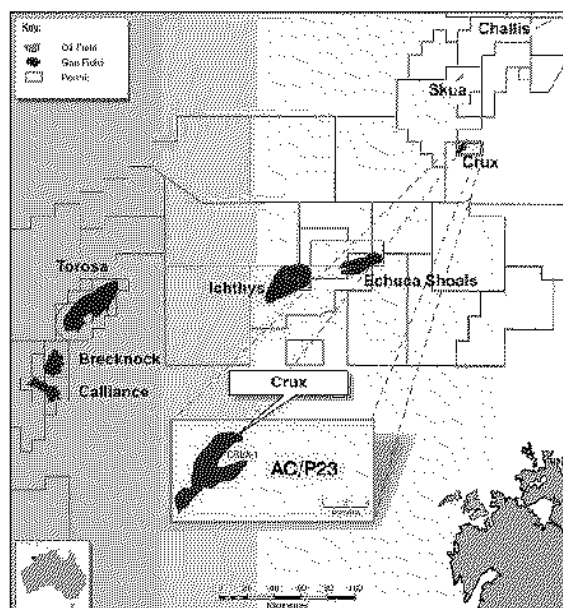 Key:
Oil Field
Gas Field
Permit
Challis
Skua
Crux
Torosa
Ichthys
Echuca Shoals
Brecknock
Calliance
Crux
AC/P23
Kilometres